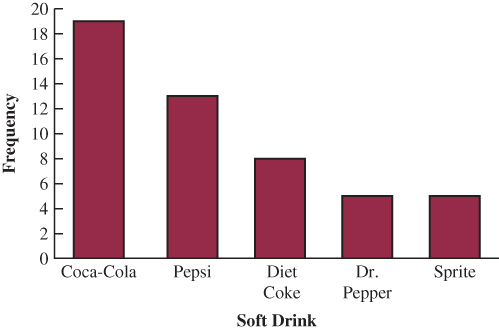 Frequency
20
18
16
14
12
10
8
6
4
2
0
Coca-Cola
Pepsi
Diet
Coke
Dr.
Pepper
Sprite
Soft Drink